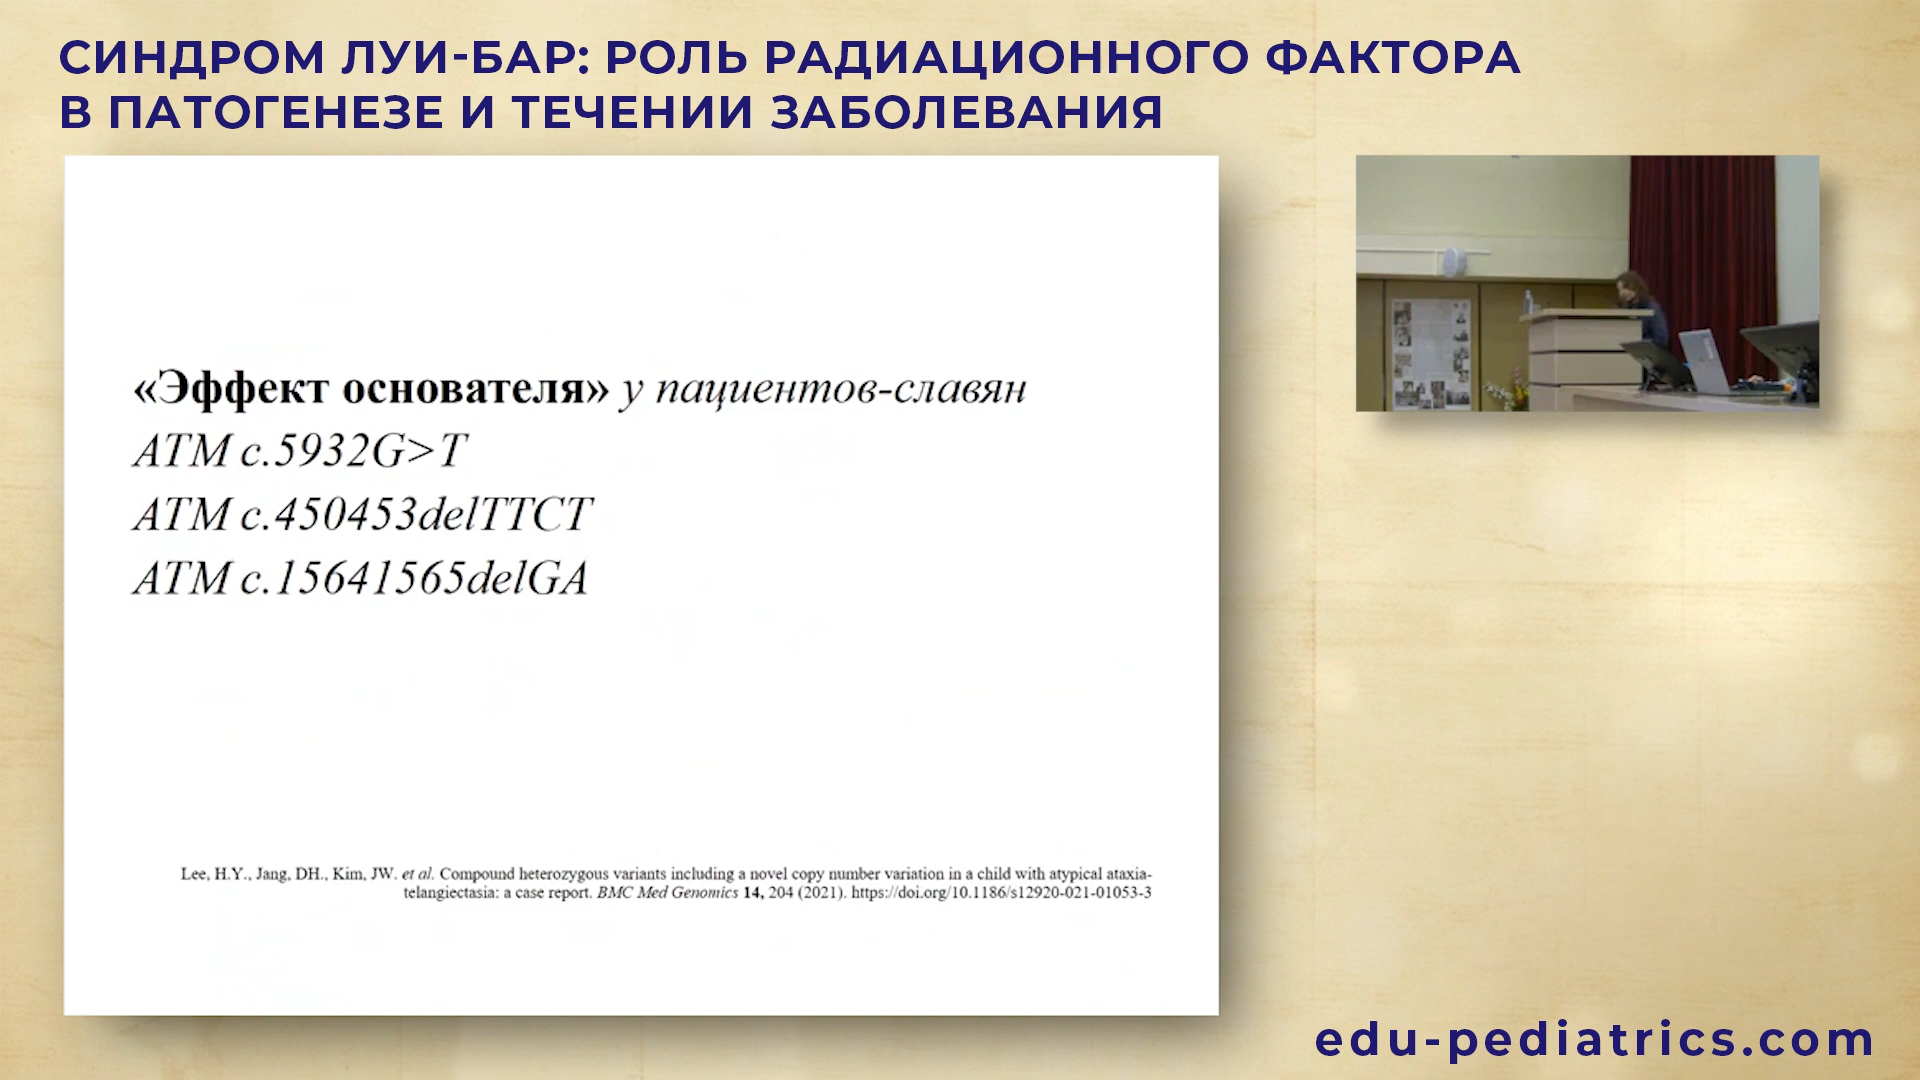 СИНДРОМ ЛУИ-БАР: РОЛЬ РАДИАЦИОННОГО ФАКТОРА
В ПАТОГЕНЕЗЕ И ТЕЧЕНИИ ЗАБОЛЕВАНИЯ
«Эффект основателя» у пациентов-славян
ATM c.5932G>T
ATM c.450453delTTCT
ATM c.15641565delGA
Lee, H.Y., Jang, DH., Kim, JW. et al. Compound heterozygous variants including a novel copy number variation in a child with atypical ataxia-
telangiectasia: a case report. BMC Med Genomics 14, 204 (2021). https://doi.org/10.1186/s12920-021-01053-3
edu-pediatrics.com